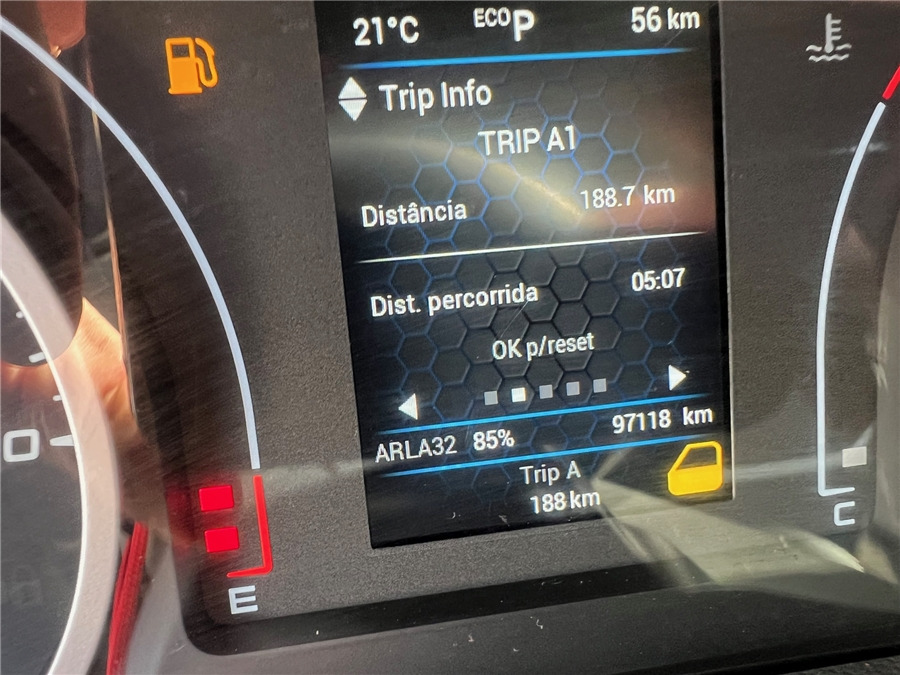 21°C ECO P 56 km
Trip Info
TRIP A1
Distância 188.7 km
Dist. percorrida 05:07
OK p/reset
ARLA32 85% 97118 km
Trip A
188 km
0
E
C